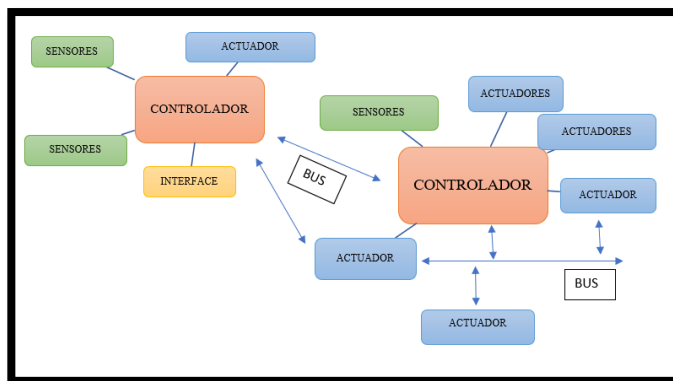 SENSORES
ACTUADOR
CONTROLADOR
SENSORES
INTERFACE
BUS
SENSORES
ACTUADORES
ACTUADORES
CONTROLADOR
ACTUADOR
ACTUADOR
BUS
ACTUADOR